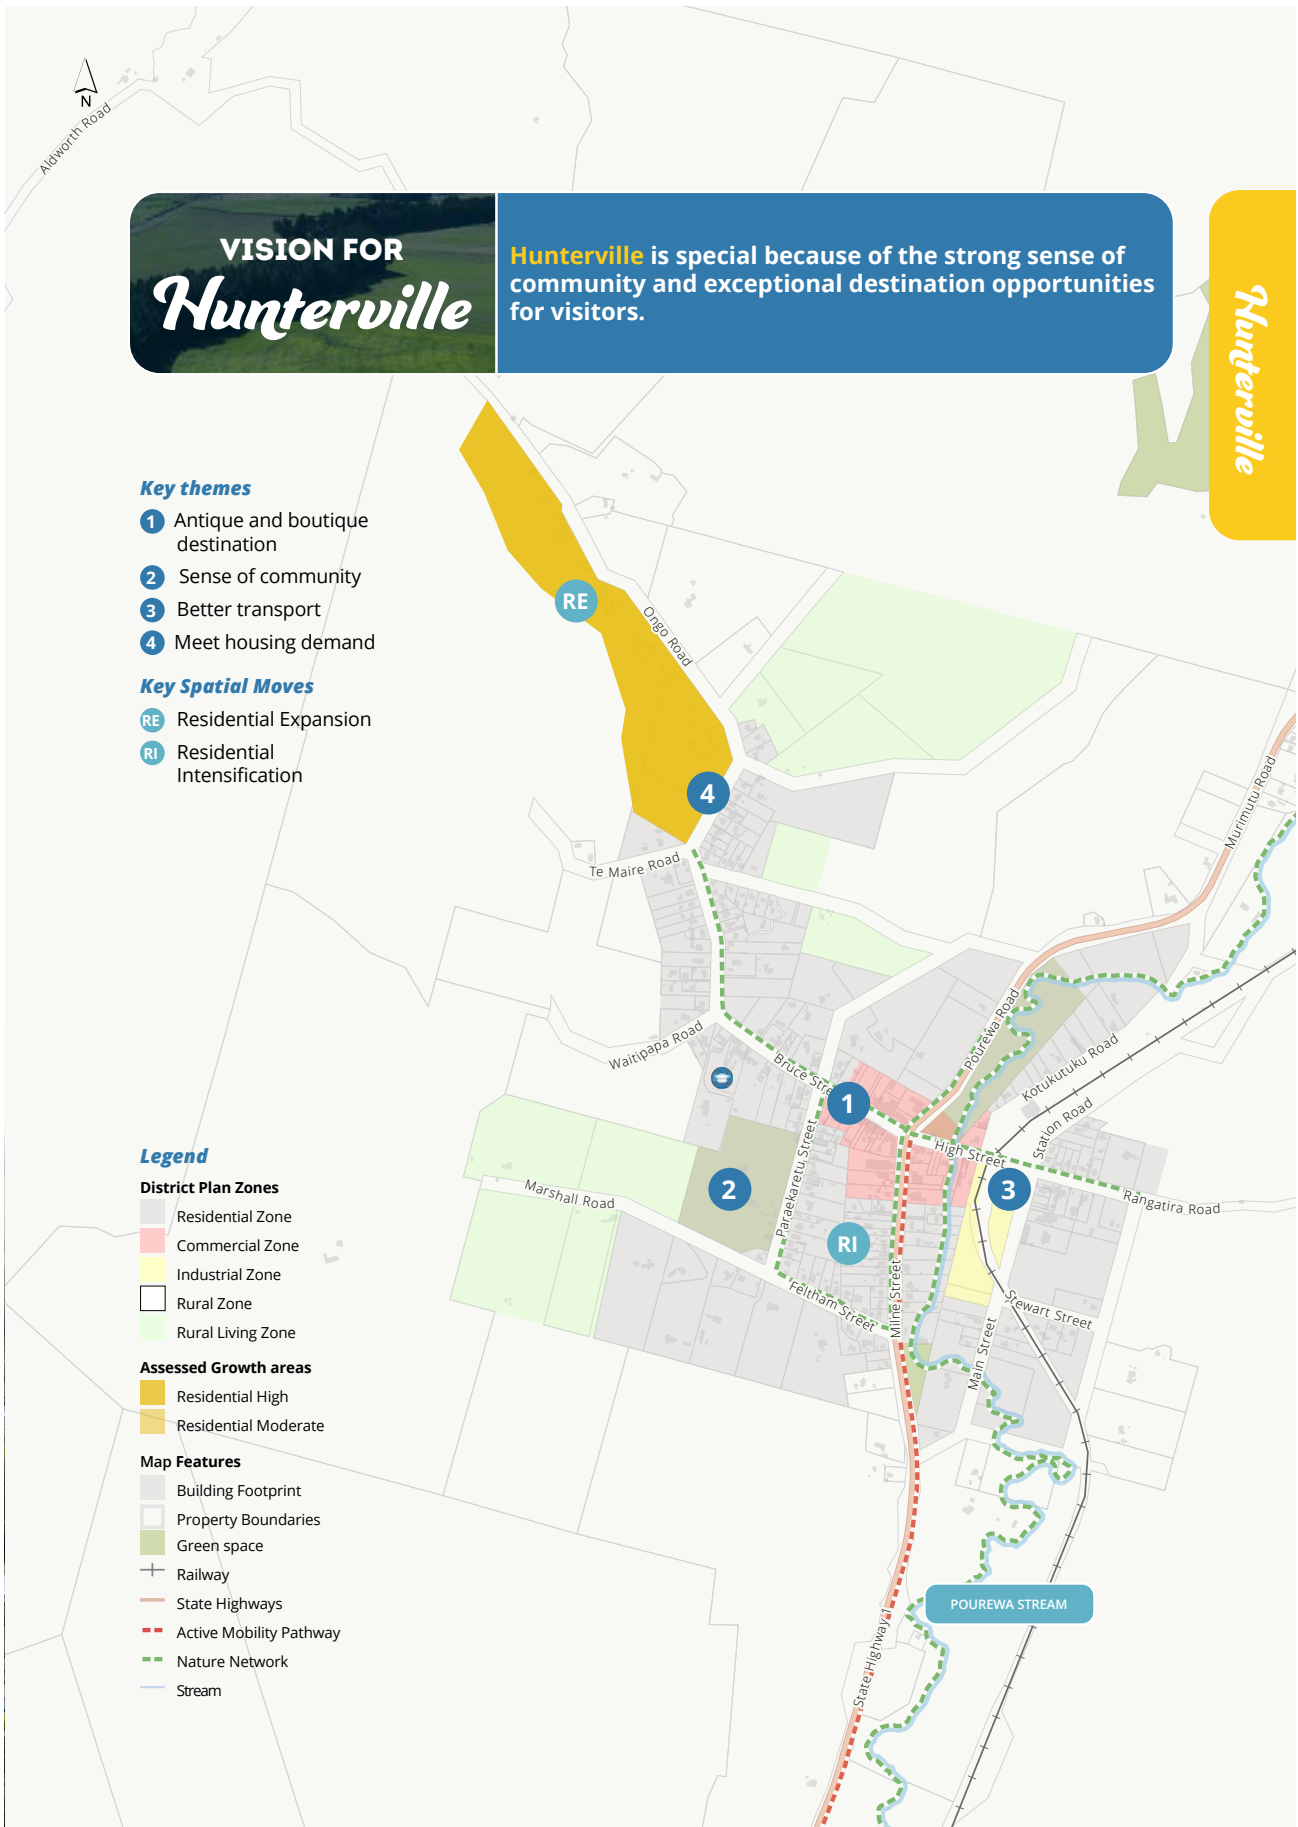 N
Aldworth Road
VISION FOR
Hunterville
Hunterville is special because of the strong sense of
community and exceptional destination opportunities
for visitors.
Hunterville
Key themes
1 Antique and boutique
destination
2 Sense of community
3 Better transport
4 Meet housing demand
Key Spatial Moves
RE Residential Expansion
RI Residential
Intensification
RE
Ongo Road
4
Murimutu Road
Te Maire Road
Waitipapa Road
Bruce Stre
Pourewa Road
Kotukutuku Road
Station Road
1
High Street
2
3
Paraekaretu Street
Marshall Road
Rangatira Road
RI
Feltham Street
Milne Street
Stewart Street
Main Street
POUREWA STREAM
State Highway 1
Legend
District Plan Zones
Residential Zone
Commercial Zone
Industrial Zone
Rural Zone
Rural Living Zone
Assessed Growth areas
Residential High
Residential Moderate
Map Features
Building Footprint
Property Boundaries
Green space
Railway
State Highways
Active Mobility Pathway
Nature Network
Stream